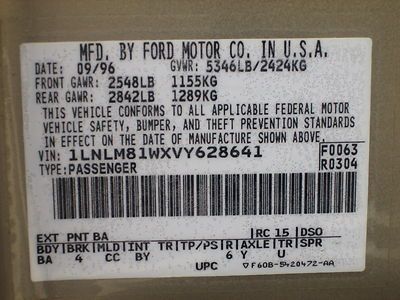 MFD. BY FORD MOTOR CO. IN U.S.A.
DATE: 09/96 GVWR: 5346LB/2424KG
FRONT GAWR: 2548LB 1155KG
REAR GAWR: 2842LB 1289KG
THIS VEHICLE CONFORMS TO ALL APPLICABLE FEDERAL MOTOR
VEHICLE SAFETY, BUMPER, AND THEFT PREVENTION STANDARDS
IN EFFECT ON THE DATE OF MANUFACTURE SHOWN ABOVE.
VIN: 1LNLM81WXVY628641 F0063
TYPE: PASSENGER R0304
EXT PNT BA RC 15 DSO
BDY BRK MLD INT TR TP/PS R AXLE TR SPR
BA 4 CC BY 6 Y U
UPC ▽F60B-5420472-AA